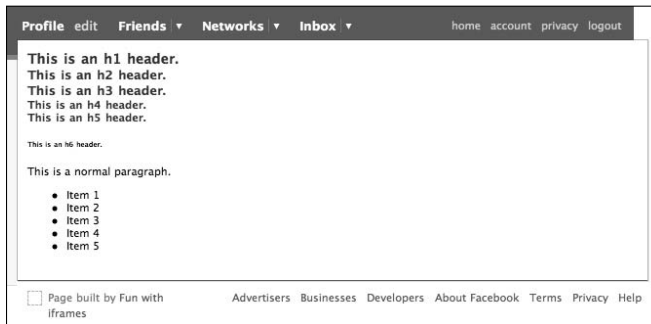 Profile edit Friends ▾ Networks ▾ Inbox ▾ home account privacy logout
This is an h1 header.
This is an h2 header.
This is an h3 header.
This is an h4 header.
This is an h5 header.
This is an h6 header.
This is a normal paragraph.
• Item 1
• Item 2
• Item 3
• Item 4
• Item 5
Page built by Fun with Advertisers Businesses Developers About Facebook Terms Privacy Help
iframes